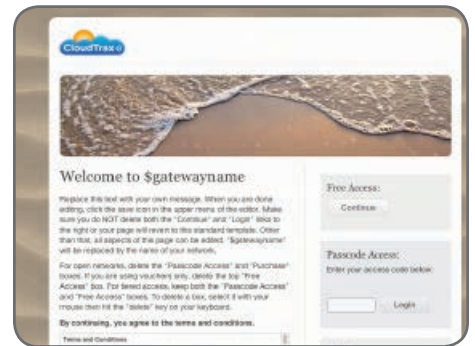 CloudTrax
Welcome to $gatewayname
Replace this text with your own message. When you are done
editing, click the save icon in the upper menu of the editor. Make
sure you do NOT delete both the "Continue" and "Login" links to
the right or your page will revert to this standard template. Other
than that, all aspects of this page can be edited. "$gatewayname"
will be replaced by the name of your network.
For open networks, delete the "Passcode Access" and "Purchase"
boxes. If you are using vouchers only, delete the top "Free
Access" box. For tiered access, keep both the "Passcode Access"
and "Free Access" boxes. To delete a box, select it with your
mouse then hit the "delete" key on your keyboard.
By continuing, you agree to the terms and conditions.
Terms and Conditions
Free Access:
Continue
Passcode Access:
Enter your access code below:
Login